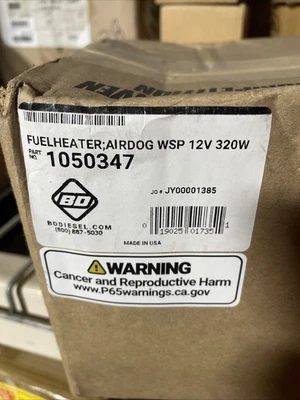 FUELHEATER;AIRDOG WSP 12V 320W
PART NO. 1050347
JO # JY00001385
BD
BDDIESEL.COM
(800) 887-5030
0 19025 01735 1
MADE IN USA
WARNING
Cancer and Reproductive Harm
www.P65warnings.ca.gov